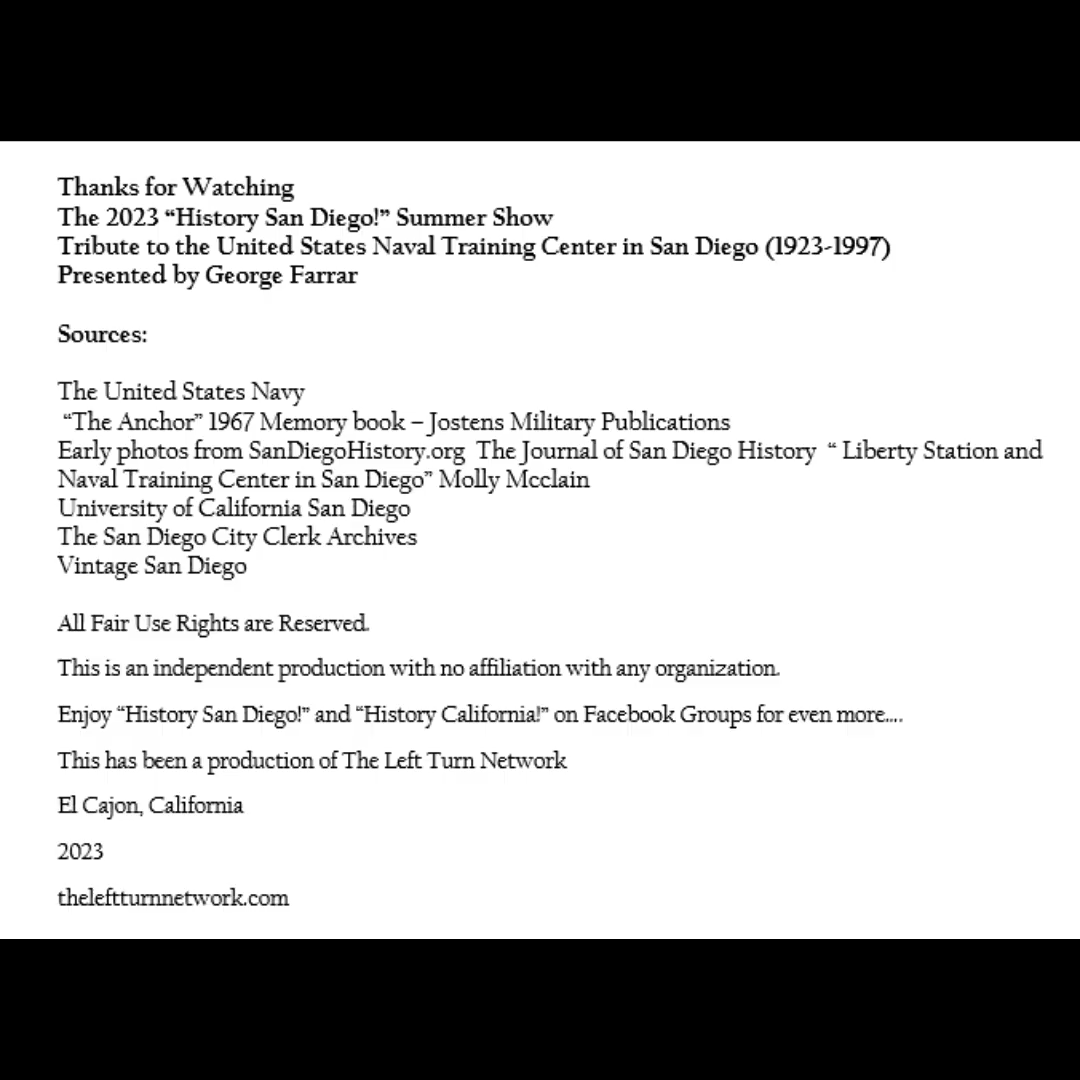 Thanks for Watching
The 2023 “History San Diego!” Summer Show
Tribute to the United States Naval Training Center in San Diego (1923-1997)
Presented by George Farrar
Sources:
The United States Navy
“The Anchor” 1967 Memory book – Jostens Military Publications
Early photos from SanDiegoHistory.org  The Journal of San Diego History  “ Liberty Station and
Naval Training Center in San Diego” Molly Mcclain
University of California San Diego
The San Diego City Clerk Archives
Vintage San Diego
All Fair Use Rights are Reserved.
This is an independent production with no affiliation with any organization.
Enjoy “History San Diego!” and “History California!” on Facebook Groups for even more....
This has been a production of The Left Turn Network
El Cajon, California
2023
theleftturnnetwork.com